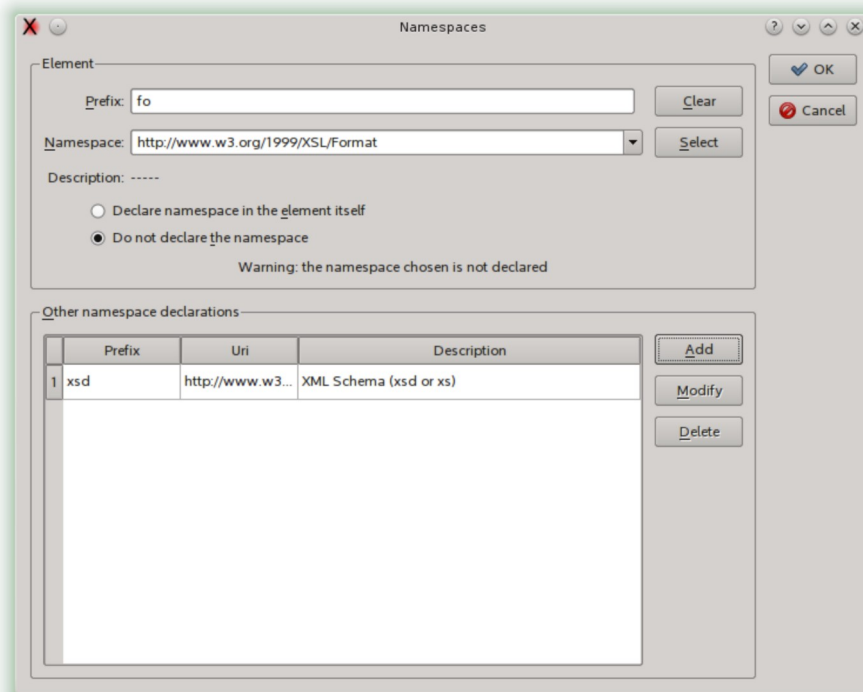 Namespaces
Element
Prefix: fo Clear
Namespace: http://www.w3.org/1999/XSL/Format Select
Description: -----
Declare namespace in the element itself
Do not declare the namespace
Warning: the namespace chosen is not declared
OK
Cancel
Other namespace declarations
Prefix Uri Description
1 xsd http://www.w3... XML Schema (xsd or xs)
Add
Modify
Delete